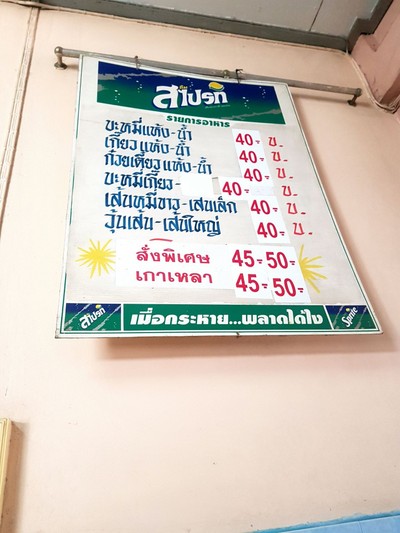 สไปรท์
รายการอาหาร
บะหมี่แห้ง-น้ำ 40.- บ.-
เกี๊ยวแห้ง-น้ำ 40.- บ.-
ก๋วยเตี๋ยวแห้ง-น้ำ 40.- บ.-
บะหมี่เกี๊ยว- 40.- บ.-
เส้นหมี่ขาว-เส้นเล็ก 40.- บ.-
วุ้นเส้น-เส้นใหญ่ 40.- บ.-
สั่งพิเศษ 45-50.-
เกาเหลา 45-50.-
สไปรท์ เมื่อกระหาย...พลาดได้ไง Sprite